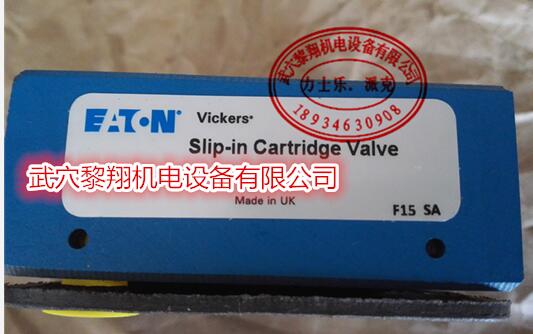 武穴黎翔机电设备有限公司
力士乐. 派克
18934630908
EATON Vickers®
Slip-in Cartridge Valve
武穴黎翔机电设备有限公司
Made in UK
F15 SA